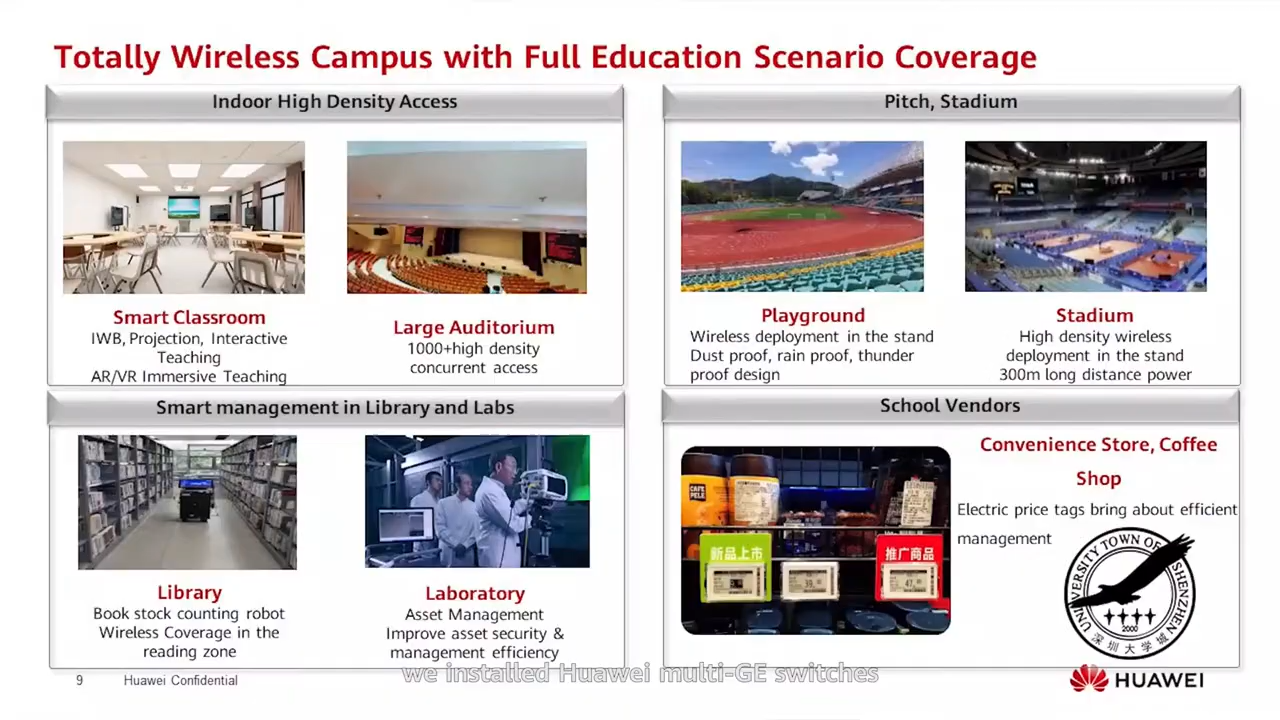 Totally Wireless Campus with Full Education Scenario Coverage
Indoor High Density Access
Smart Classroom
IWB, Projection, Interactive
Teaching
AR/VR Immersive Teaching
Large Auditorium
1000+high density
concurrent access
Pitch, Stadium
Playground
Wireless deployment in the stand
Dust proof, rain proof, thunder
proof design
Stadium
High density wireless
deployment in the stand
300m long distance power
Smart management in Library and Labs
Library
Book stock counting robot
Wireless Coverage in the
reading zone
Laboratory
Asset Management
Improve asset security &
management efficiency
School Vendors
CAFE
PELE
新品上市
推广商品
Convenience Store, Coffee
Shop
Electric price tags bring about efficient
management
UNIVERSITY TOWN OF SHENZHEN
2000
深圳大学城
we installed Huawei multi-GE switches
9
Huawei Confidential
HUAWEI